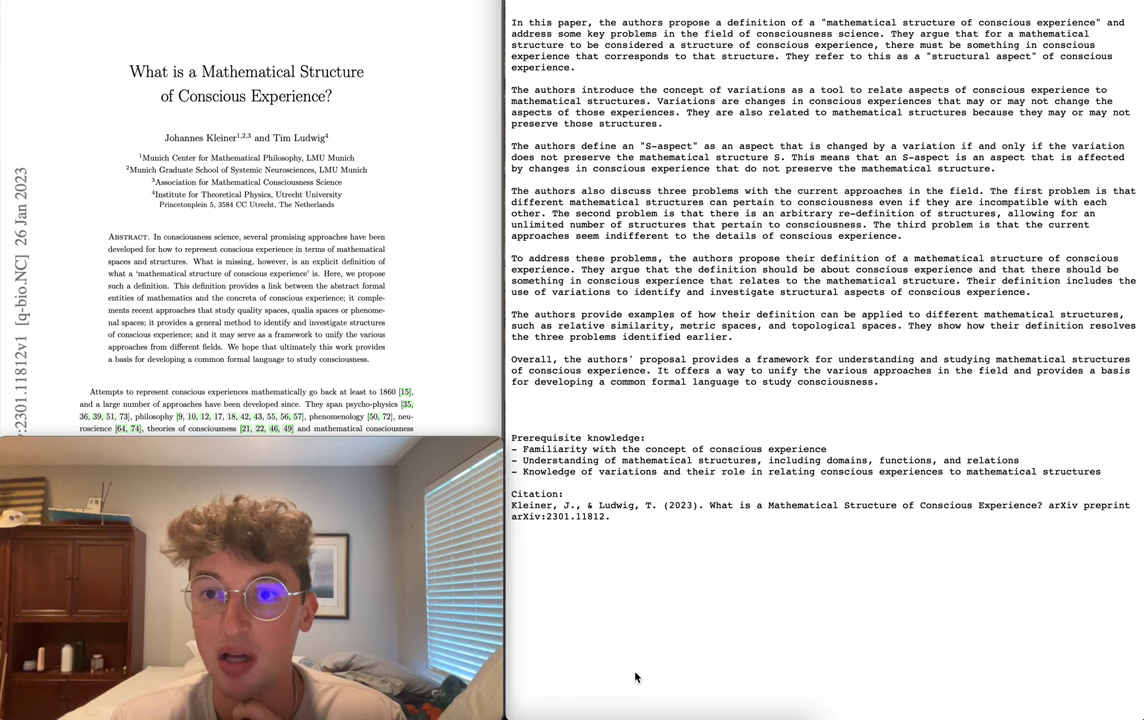 What is a Mathematical Structure
of Conscious Experience?
Johannes Kleiner1,2,3 and Tim Ludwig4
1Munich Center for Mathematical Philosophy, LMU Munich
2Munich Graduate School of Systemic Neurosciences, LMU Munich
3Association for Mathematical Consciousness Science
4Institute for Theoretical Physics, Utrecht University
Princetonplein 5, 3584 CC Utrecht, The Netherlands
Abstract. In consciousness science, several promising approaches have been
developed for how to represent conscious experience in terms of mathematical
spaces and structures. What is missing, however, is an explicit definition of
what a ‘mathematical structure of conscious experience’ is. Here, we propose
such a definition. This definition provides a link between the abstract formal
entities of mathematics and the concreta of conscious experience; it comple-
ments recent approaches that study quality spaces, qualia spaces or phenome-
nal spaces; it provides a general method to identify and investigate structures
of conscious experience; and it may serve as a framework to unify the various
approaches from different fields. We hope that ultimately this work provides
a basis for developing a common formal language to study consciousness.
Attempts to represent conscious experiences mathematically go back at least to 1860 [15],
and a large number of approaches have been developed since. They span psycho-physics [35,
36, 39, 51, 73], philosophy [9, 10, 12, 17, 18, 42, 43, 55, 56, 57], phenomenology [50, 72], neu-
roscience [64, 74], theories of consciousness [21, 22, 46, 49] and mathematical consciousness
v:2301.11812v1 [q-bio.NC] 26 Jan 2023
In this paper, the authors propose a definition of a "mathematical structure of conscious experience" and
address some key problems in the field of consciousness science. They argue that for a mathematical
structure to be considered a structure of conscious experience, there must be something in conscious
experience that corresponds to that structure. They refer to this as a "structural aspect" of conscious
experience.
The authors introduce the concept of variations as a tool to relate aspects of conscious experience to
mathematical structures. Variations are changes in conscious experiences that may or may not change the
aspects of those experiences. They are also related to mathematical structures because they may or may not
preserve those structures.
The authors define an "S-aspect" as an aspect that is changed by a variation if and only if the variation
does not preserve the mathematical structure S. This means that an S-aspect is an aspect that is affected
by changes in conscious experience that do not preserve the mathematical structure.
The authors also discuss three problems with the current approaches in the field. The first problem is that
different mathematical structures can pertain to consciousness even if they are incompatible with each
other. The second problem is that there is an arbitrary re-definition of structures, allowing for an
unlimited number of structures that pertain to consciousness. The third problem is that the current
approaches seem indifferent to the details of conscious experience.
To address these problems, the authors propose their definition of a mathematical structure of conscious
experience. They argue that the definition should be about conscious experience and that there should be
something in conscious experience that relates to the mathematical structure. Their definition includes the
use of variations to identify and investigate structural aspects of conscious experience.
The authors provide examples of how their definition can be applied to different mathematical structures,
such as relative similarity, metric spaces, and topological spaces. They show how their definition resolves
the three problems identified earlier.
Overall, the authors' proposal provides a framework for understanding and studying mathematical structures
of conscious experience. It offers a way to unify the various approaches in the field and provides a basis
for developing a common formal language to study consciousness.
Prerequisite knowledge:
- Familiarity with the concept of conscious experience
- Understanding of mathematical structures, including domains, functions, and relations
- Knowledge of variations and their role in relating conscious experiences to mathematical structures
Citation:
Kleiner, J., & Ludwig, T. (2023). What is a Mathematical Structure of Conscious Experience? arXiv preprint
arXiv:2301.11812.